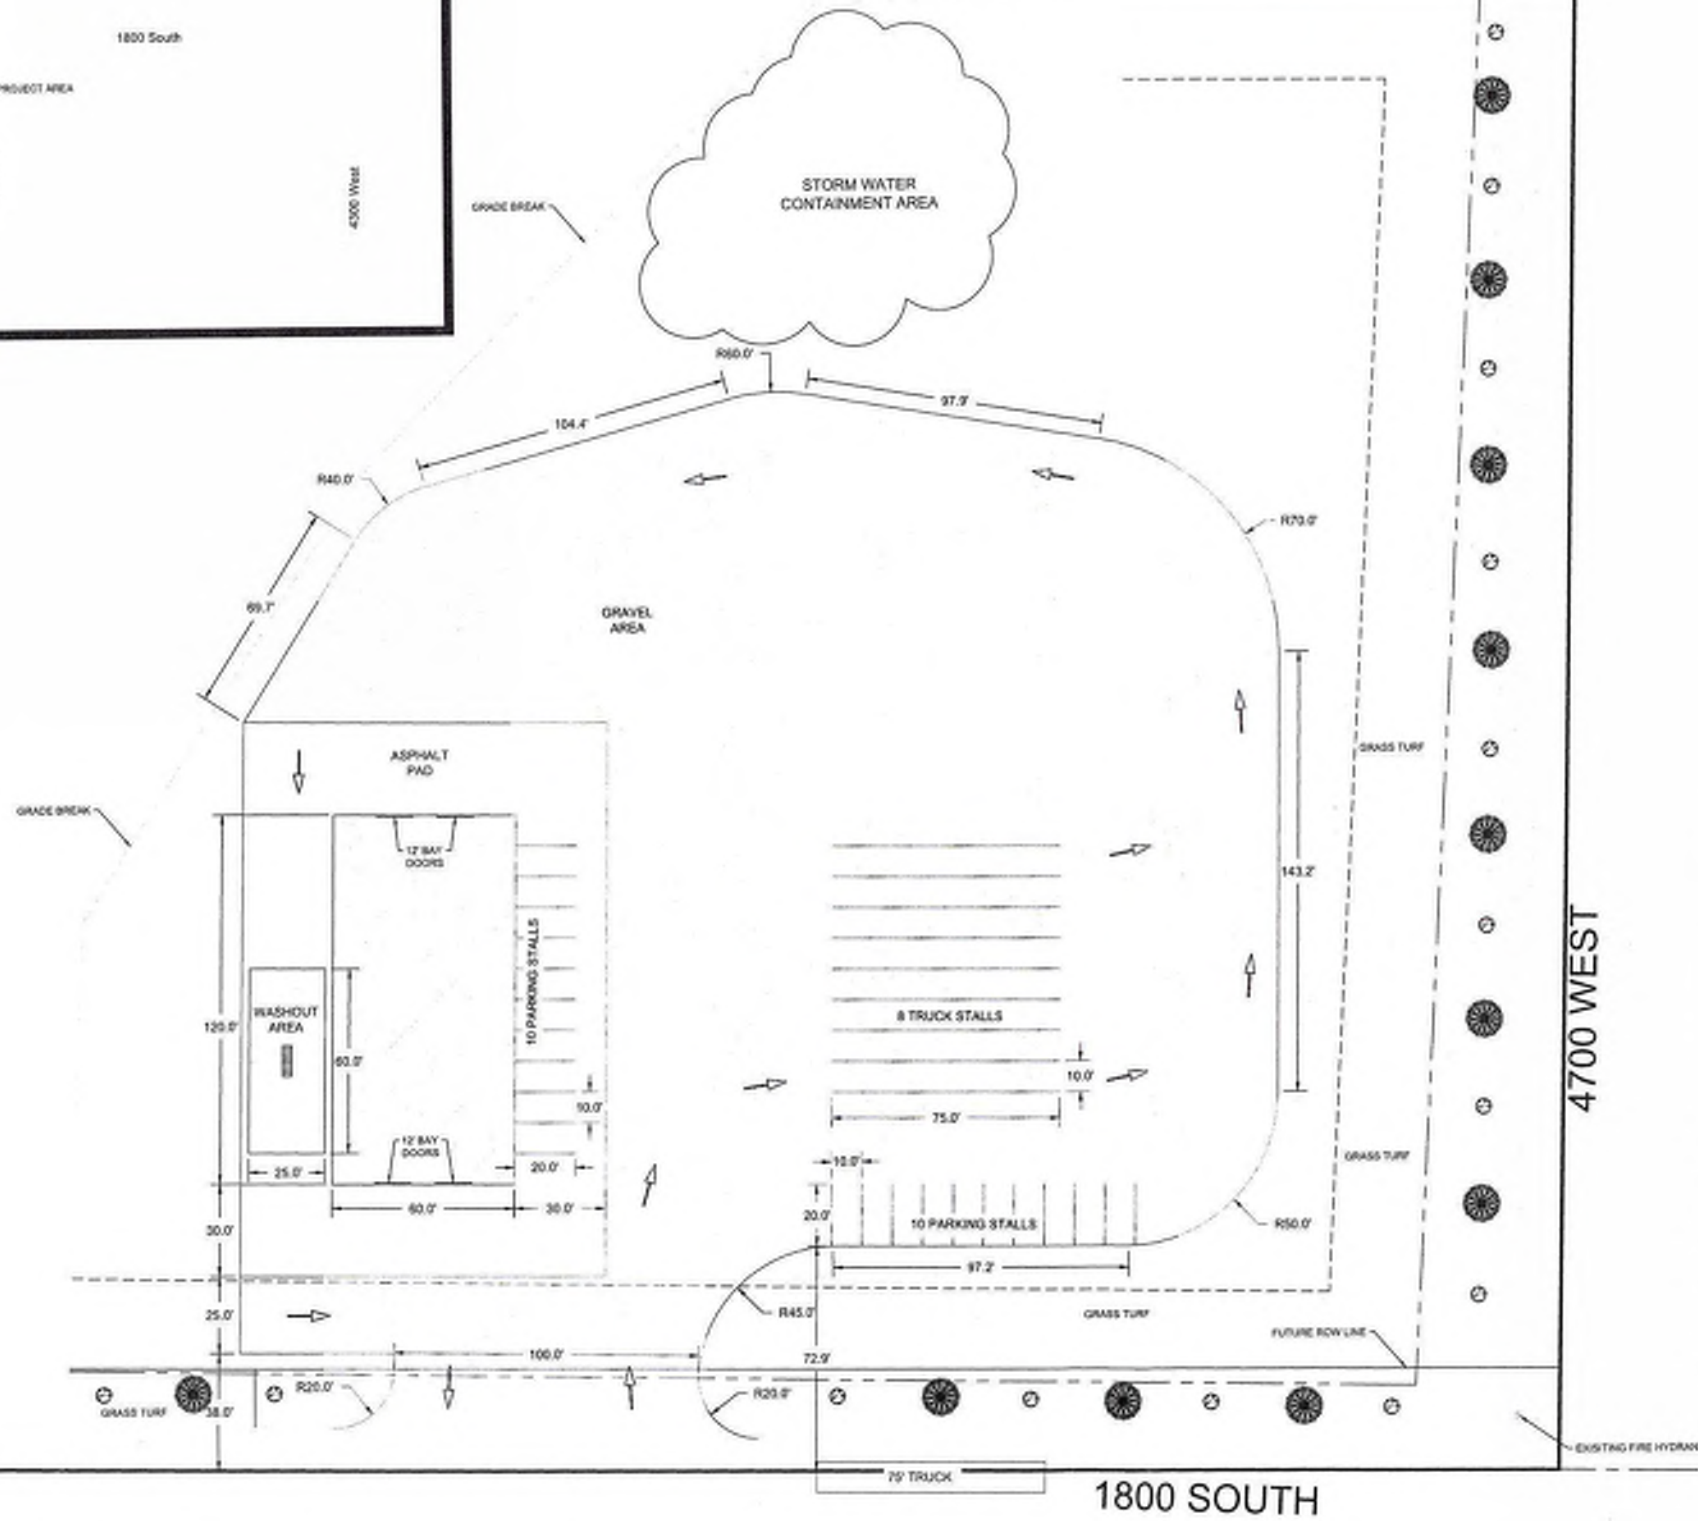 1800 South
PROJECT AREA
4300 West
GRADE BREAK
STORM WATER
CONTAINMENT AREA
R60.0'
104.4'
97.9'
R40.0'
R70.0'
69.7'
GRAVEL
AREA
ASPHALT
PAD
GRASS TURF
GRADE BREAK
12' BAY
DOORS
143.2'
10 PARKING STALLS
4700 WEST
WASHOUT
AREA
120.0'
60.0'
8 TRUCK STALLS
10.0'
10.0'
75.0'
12' BAY
DOORS
GRASS TURF
25.0'
20.0'
10.0'
60.0'
30.0'
20.0'
10 PARKING STALLS
R50.0'
30.0'
97.2'
25.0'
R45.0'
GRASS TURF
FUTURE ROW LINE
100.0'
72.9'
R20.0'
R20.0'
GRASS TURF
38.0'
EXISITING FIRE HYDRAN
75' TRUCK
1800 SOUTH